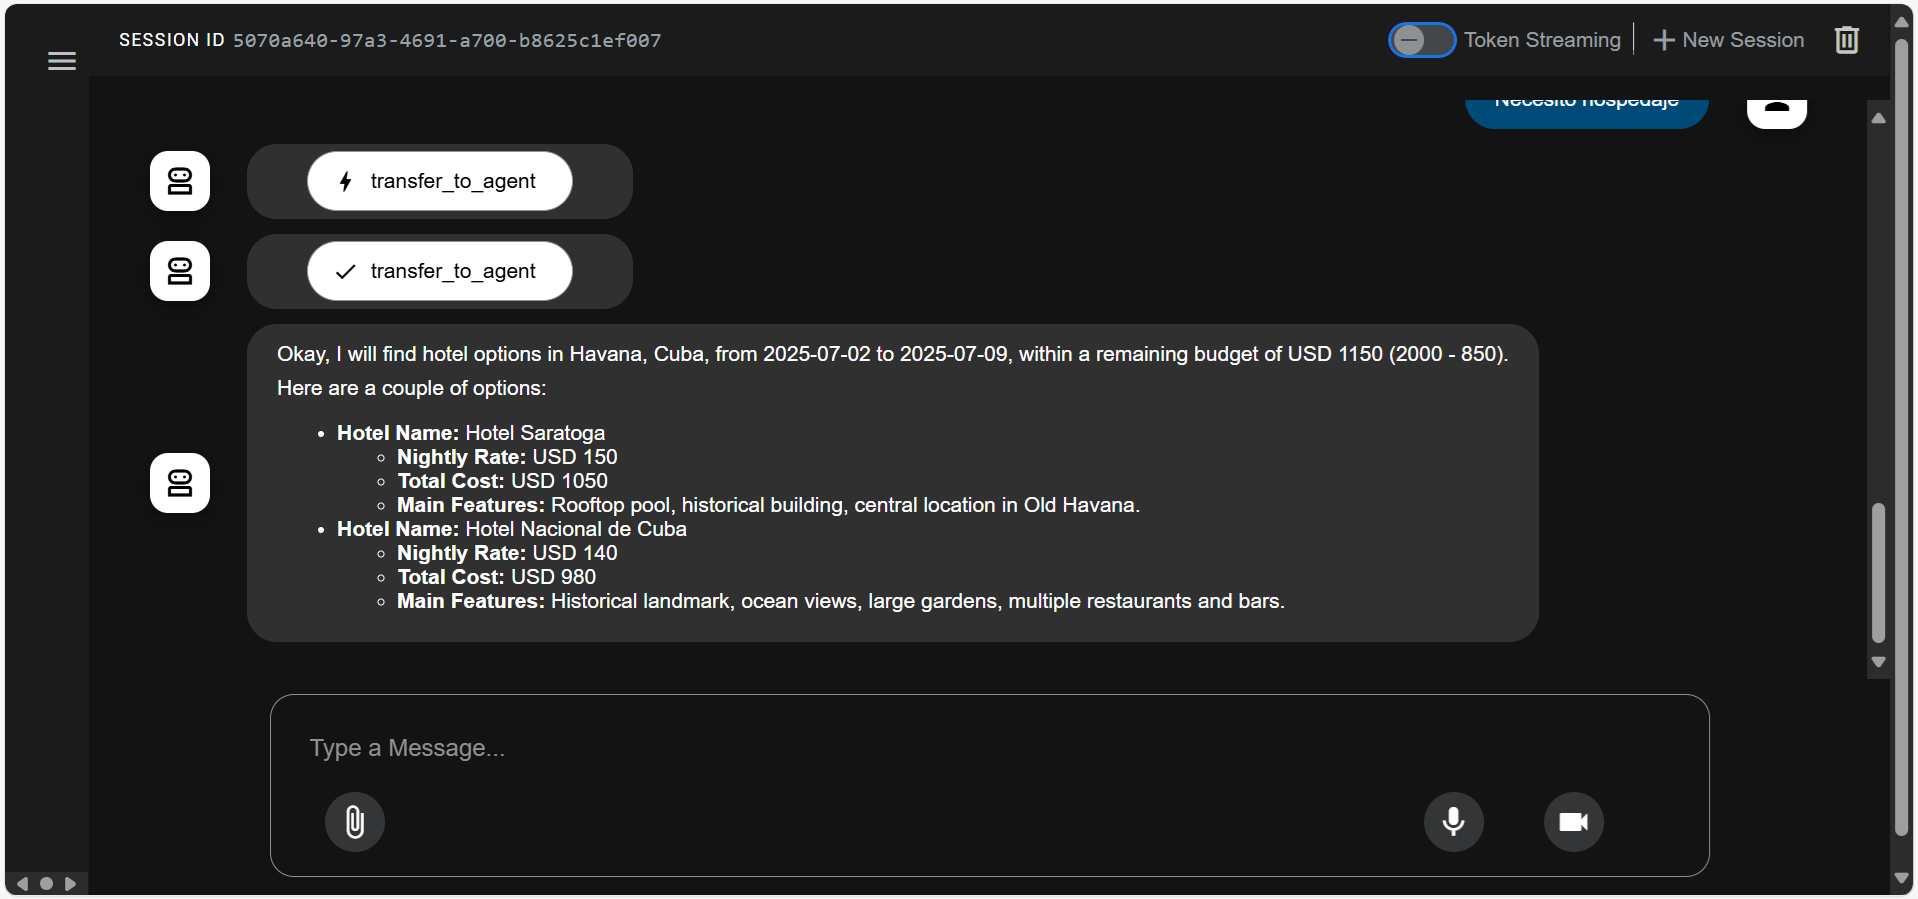 SESSION ID 5070a640-97a3-4691-a700-b8625c1ef007
Token Streaming
New Session
Necesito hospedaje
transfer_to_agent
transfer_to_agent
Okay, I will find hotel options in Havana, Cuba, from 2025-07-02 to 2025-07-09, within a remaining budget of USD 1150 (2000 - 850).
Here are a couple of options:
• Hotel Name: Hotel Saratoga
◦ Nightly Rate: USD 150
◦ Total Cost: USD 1050
◦ Main Features: Rooftop pool, historical building, central location in Old Havana.
• Hotel Name: Hotel Nacional de Cuba
◦ Nightly Rate: USD 140
◦ Total Cost: USD 980
◦ Main Features: Historical landmark, ocean views, large gardens, multiple restaurants and bars.
Type a Message...